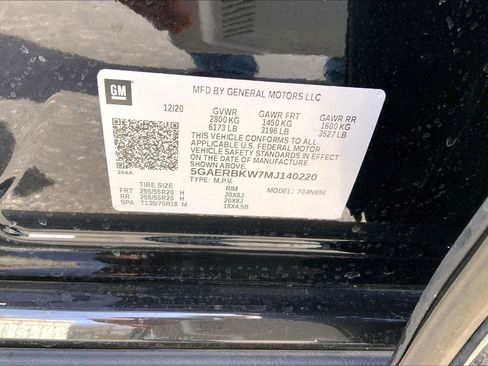 GM
MFD BY GENERAL MOTORS LLC
12/20 GVWR GAWR FRT GAWR RR
2800 KG 1450 KG 1600 KG
6173 LB 3196 LB 3527 LB
THIS VEHICLE CONFORMS TO ALL
APPLICABLE U.S. FEDERAL MOTOR
VEHICLE SAFETY STANDARDS IN EFFECT
ON THE DATE OF MANUFACTURE
SHOWN ABOVE.
384A 5GAERBKW7MJ140220
TYPE: M.P.V. MODEL: 704NB56
TIRE SIZE RIM
FRT 255/55R20 H 20X8J
RR 255/55R20 H 20X8J
SPA T135/70R18 M 18X4.5B